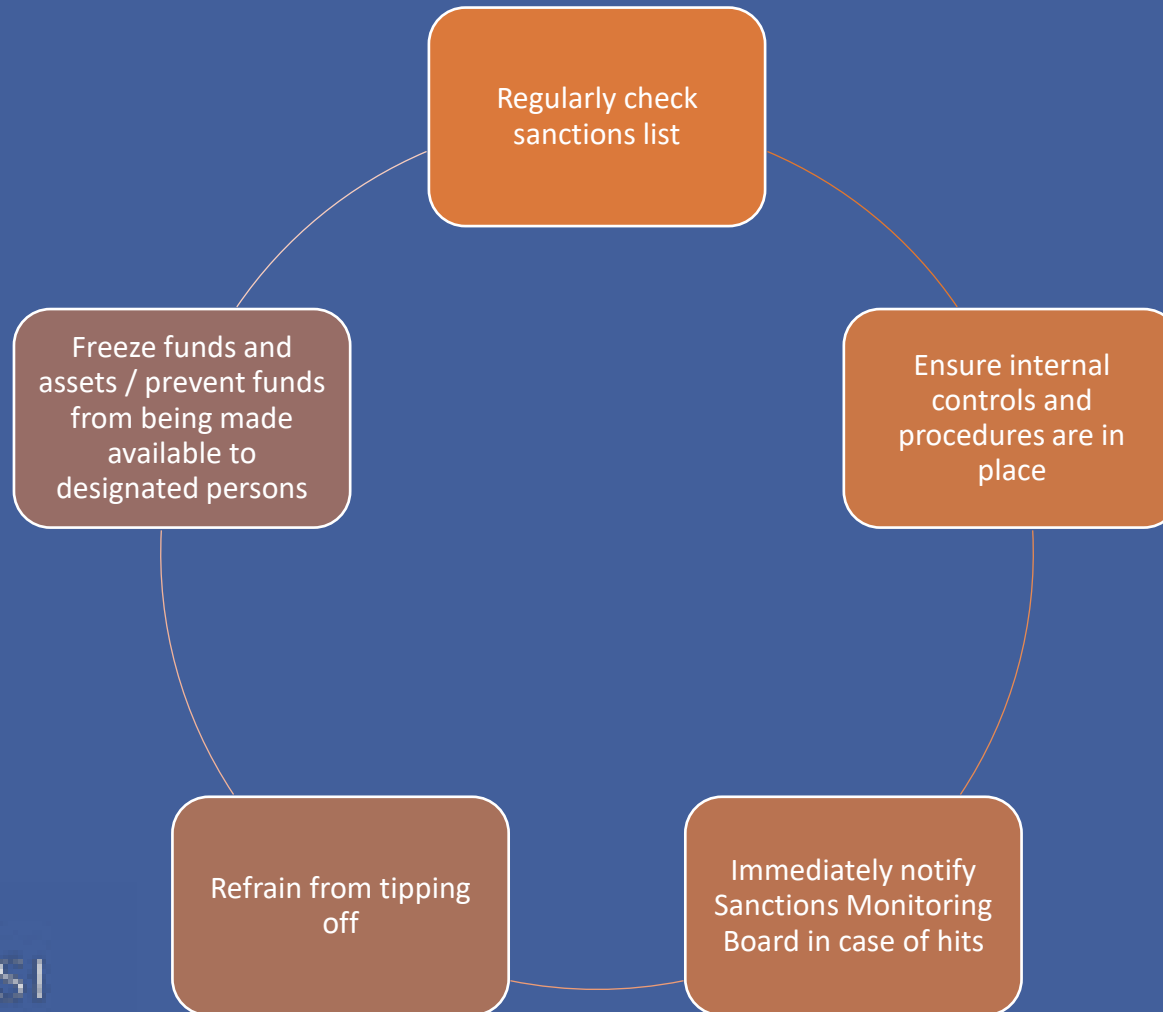 Regularly check
sanctions list
Ensure internal
controls and
procedures are in
place
Immediately notify
Sanctions Monitoring
Board in case of hits
Refrain from tipping
off
Freeze funds and
assets / prevent funds
from being made
available to
designated persons